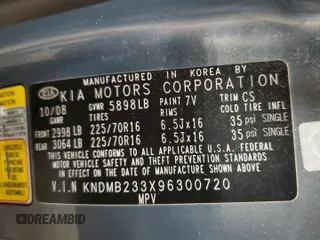 MANUFACTURED IN KOREA BY
KIA KIA MOTORS CORPORATION
10/08 GVWR 5898LB PAINT 7V TRIM CS
GAWR TIRES RIMS COLD TIRE INFL
FRONT 2998 LB 225/70R16 6.5Jx16 35 psi SINGLE
REAR 3064 LB 225/70R16 6.5Jx16 35 psi SINGLE
THIS VEHICLE CONFORMS TO ALL APPLICABLE
FEDERAL MOTOR VEHICLE SAFETY
STANDARDS IN EFFECT ON THE DATE OF
MANUFACTURE SHOWN ABOVE
V.I.N KNDMB233X96300720
MPV
DREAMBID